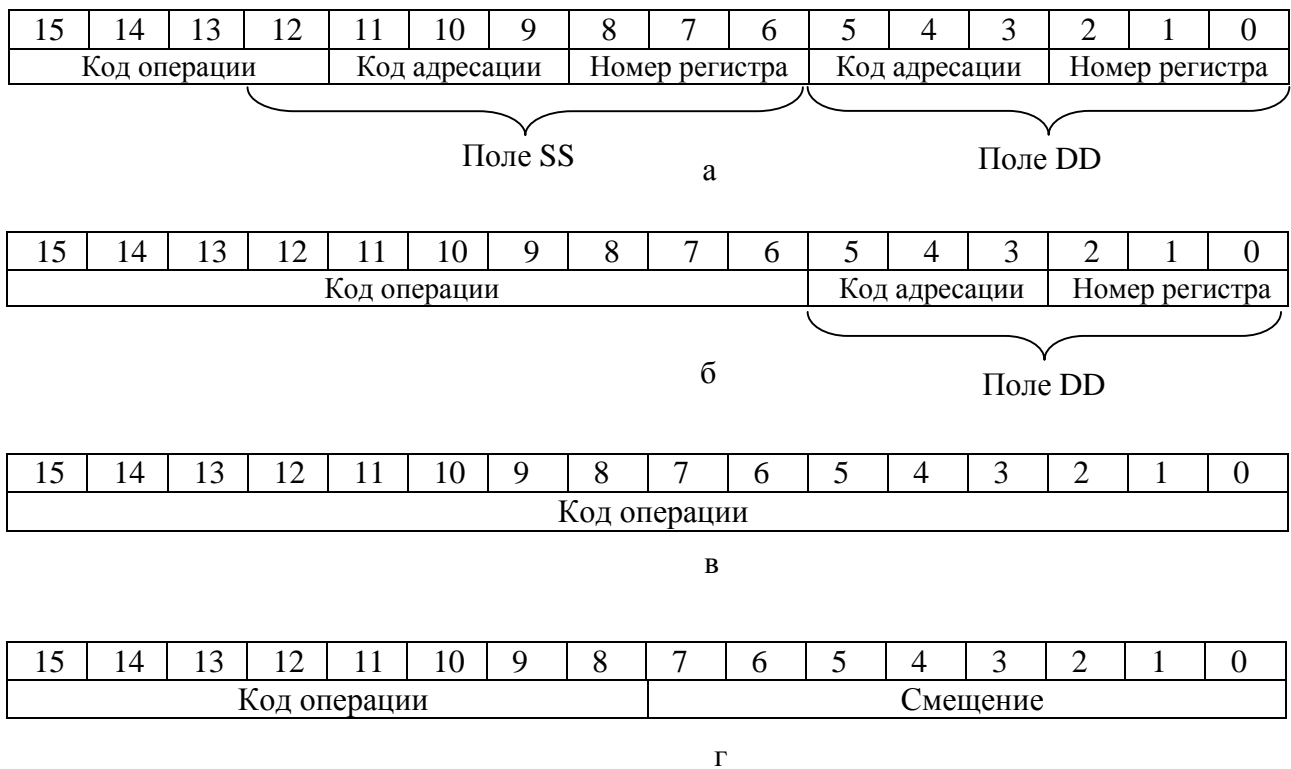 15 14 13 12 11 10 9 8 7 6 5 4 3 2 1 0
Код операции Код адресации Номер регистра Код адресации Номер регистра
Поле SS Поле DD
а
15 14 13 12 11 10 9 8 7 6 5 4 3 2 1 0
Код операции Код адресации Номер регистра
б
Поле DD
15 14 13 12 11 10 9 8 7 6 5 4 3 2 1 0
Код операции
в
15 14 13 12 11 10 9 8 7 6 5 4 3 2 1 0
Код операции Смещение
г